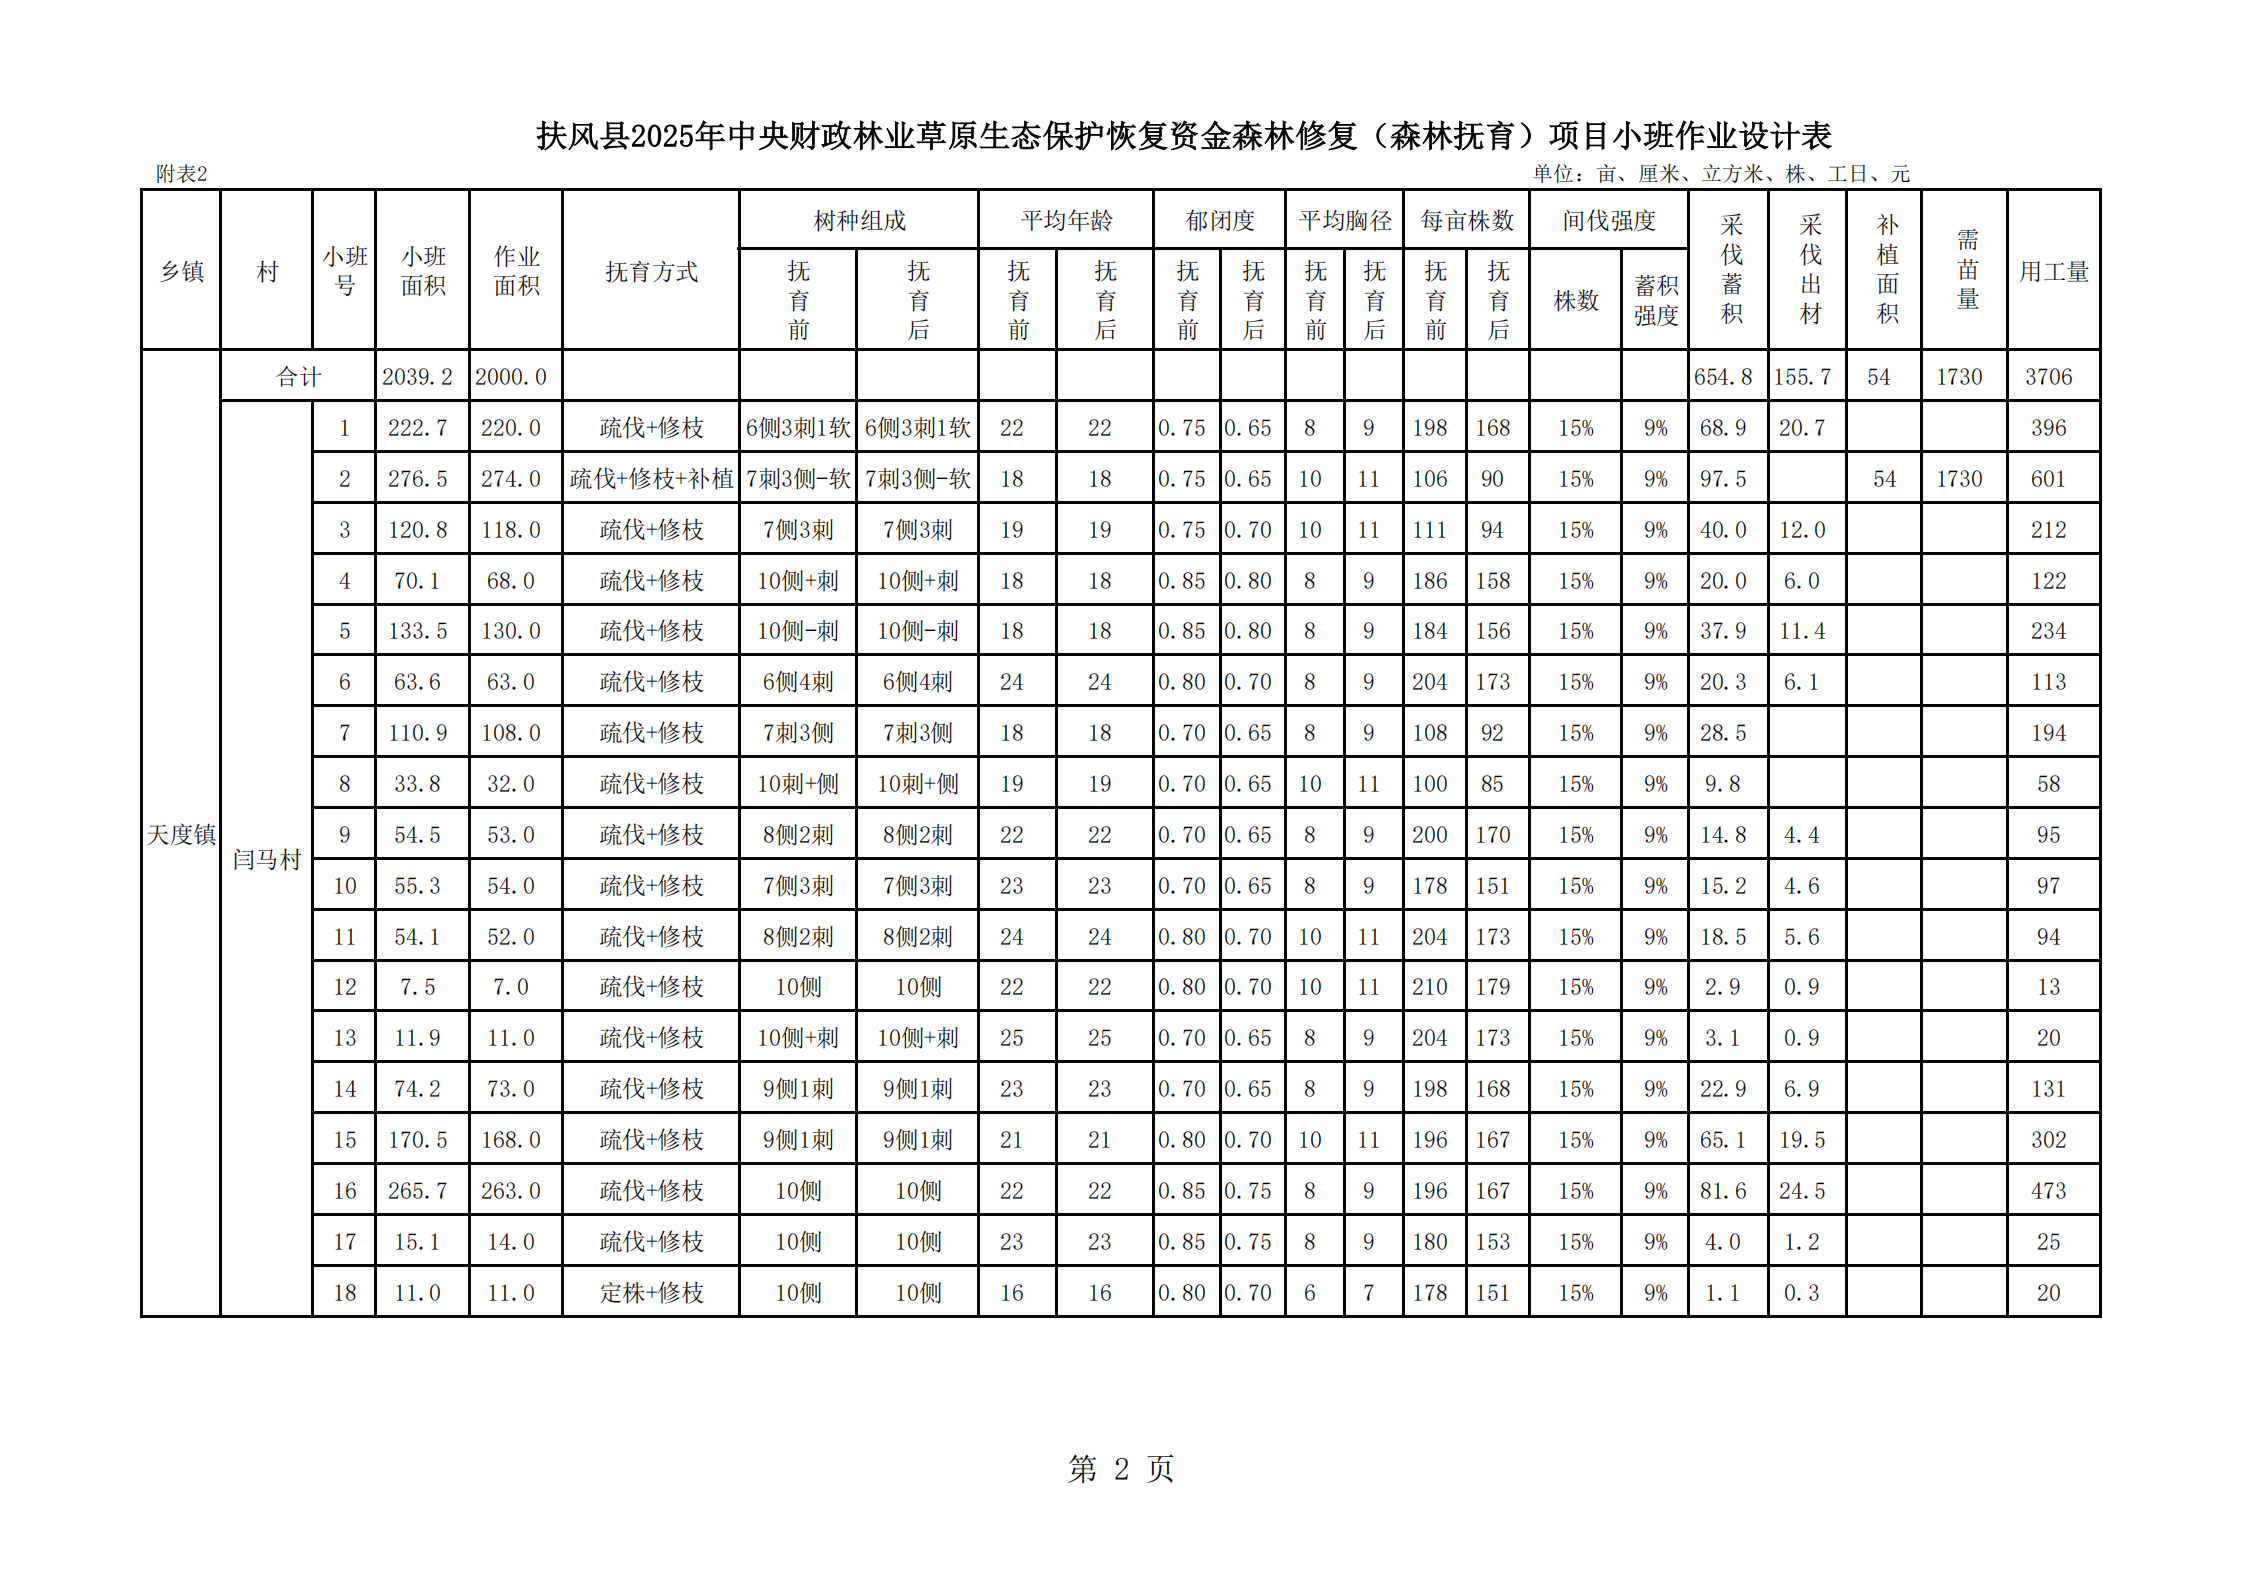 扶风县2025年中央财政林业草原生态保护恢复资金森林修复（森林抚育）项目小班作业设计表
附表2 单位：亩、厘米、立方米、株、工日、元
乡镇 村 小班号 小班面积 作业面积 抚育方式 树种组成 平均年龄 郁闭度 平均胸径 每亩株数 间伐强度 采伐蓄积 采伐出材 补植面积 需苗量 用工量
抚育前 抚育后 抚育前 抚育后 抚育前 抚育后 抚育前 抚育后 抚育前 抚育后 株数 蓄积强度
天度镇 合计 2039.2 2000.0 654.8 155.7 54 1730 3706
闫马村
1 222.7 220.0 疏伐+修枝 6侧3刺1软 6侧3刺1软 22 22 0.75 0.65 8 9 198 168 15% 9% 68.9 20.7 396
2 276.5 274.0 疏伐+修枝+补植 7刺3侧-软 7刺3侧-软 18 18 0.75 0.65 10 11 106 90 15% 9% 97.5 54 1730 601
3 120.8 118.0 疏伐+修枝 7侧3刺 7侧3刺 19 19 0.75 0.70 10 11 111 94 15% 9% 40.0 12.0 212
4 70.1 68.0 疏伐+修枝 10侧+刺 10侧+刺 18 18 0.85 0.80 8 9 186 158 15% 9% 20.0 6.0 122
5 133.5 130.0 疏伐+修枝 10侧-刺 10侧-刺 18 18 0.85 0.80 8 9 184 156 15% 9% 37.9 11.4 234
6 63.6 63.0 疏伐+修枝 6侧4刺 6侧4刺 24 24 0.80 0.70 8 9 204 173 15% 9% 20.3 6.1 113
7 110.9 108.0 疏伐+修枝 7刺3侧 7刺3侧 18 18 0.70 0.65 8 9 108 92 15% 9% 28.5 194
8 33.8 32.0 疏伐+修枝 10刺+侧 10刺+侧 19 19 0.70 0.65 10 11 100 85 15% 9% 9.8 58
9 54.5 53.0 疏伐+修枝 8侧2刺 8侧2刺 22 22 0.70 0.65 8 9 200 170 15% 9% 14.8 4.4 95
10 55.3 54.0 疏伐+修枝 7侧3刺 7侧3刺 23 23 0.70 0.65 8 9 178 151 15% 9% 15.2 4.6 97
11 54.1 52.0 疏伐+修枝 8侧2刺 8侧2刺 24 24 0.80 0.70 10 11 204 173 15% 9% 18.5 5.6 94
12 7.5 7.0 疏伐+修枝 10侧 10侧 22 22 0.80 0.70 10 11 210 179 15% 9% 2.9 0.9 13
13 11.9 11.0 疏伐+修枝 10侧+刺 10侧+刺 25 25 0.70 0.65 8 9 204 173 15% 9% 3.1 0.9 20
14 74.2 73.0 疏伐+修枝 9侧1刺 9侧1刺 23 23 0.70 0.65 8 9 198 168 15% 9% 22.9 6.9 131
15 170.5 168.0 疏伐+修枝 9侧1刺 9侧1刺 21 21 0.80 0.70 10 11 196 167 15% 9% 65.1 19.5 302
16 265.7 263.0 疏伐+修枝 10侧 10侧 22 22 0.85 0.75 8 9 196 167 15% 9% 81.6 24.5 473
17 15.1 14.0 疏伐+修枝 10侧 10侧 23 23 0.85 0.75 8 9 180 153 15% 9% 4.0 1.2 25
18 11.0 11.0 定株+修枝 10侧 10侧 16 16 0.80 0.70 6 7 178 151 15% 9% 1.1 0.3 20
第 2 页